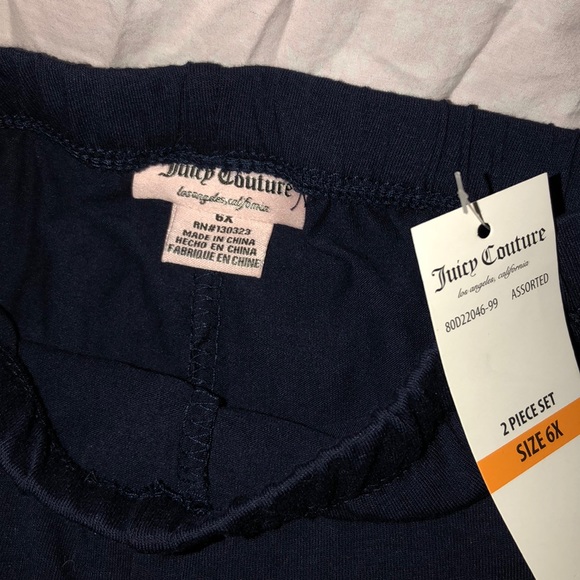 Juicy Couture
los angeles, california
6X
RN#130323
MADE IN CHINA
HECHO EN CHINA
FABRIQUE EN CHINE
Juicy Couture
los angeles, california
80D22046-99 ASSORTED
2 PIECE SET
SIZE 6X